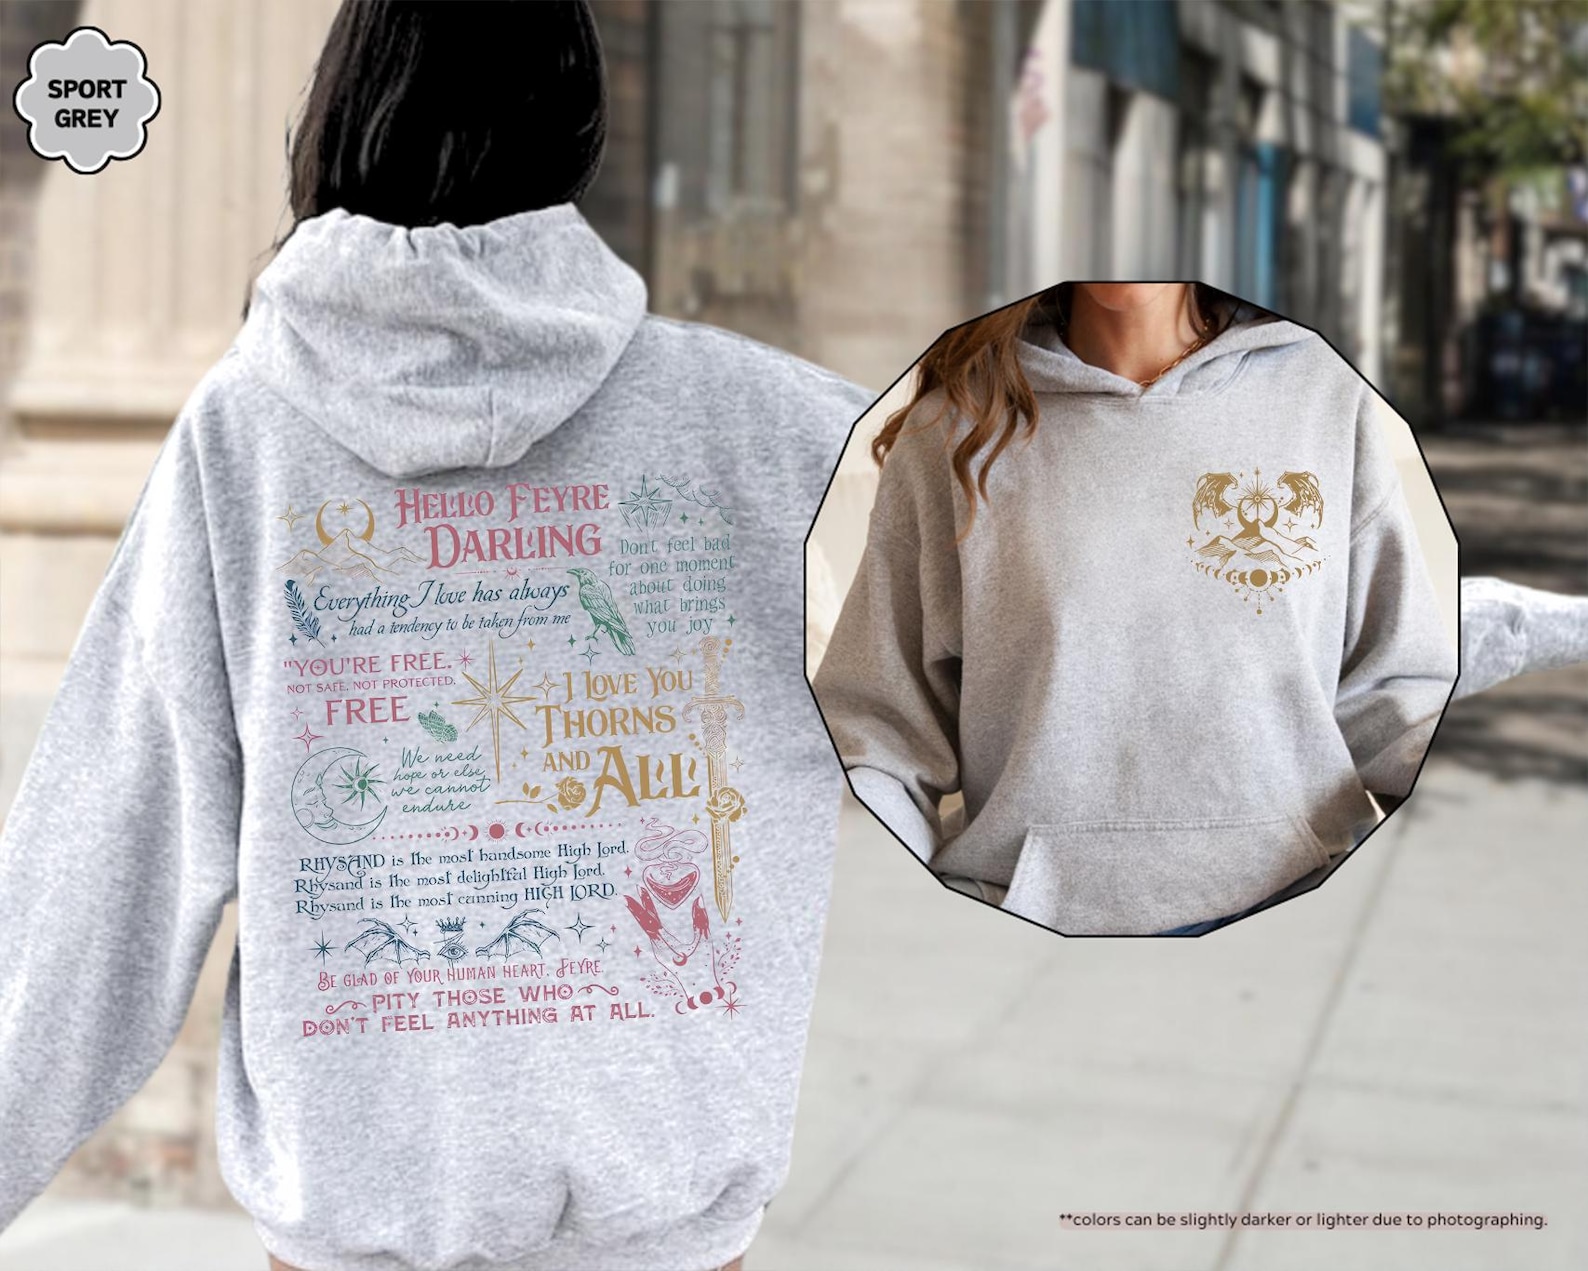 SPORT
GREY
HELLO FEYRE
DARLING
Don't feel bad
for one moment
about doing
what brings
you joy
Everything I love has always
had a tendency to be taken from me
"YOU'RE FREE.
NOT SAFE, NOT PROTECTED.
FREE
I LOVE YOU
THORNS
AND ALL
We need
hope or else
we cannot
endure
RHYSAND is the most handsome High Lord.
Rhysand is the most delightful High Lord.
Rhysand is the most cunning HIGH LORD.
BE GLAD OF YOUR HUMAN HEART, FEYRE.
PITY THOSE WHO
DON'T FEEL ANYTHING AT ALL.
**colors can be slightly darker or lighter due to photographing.